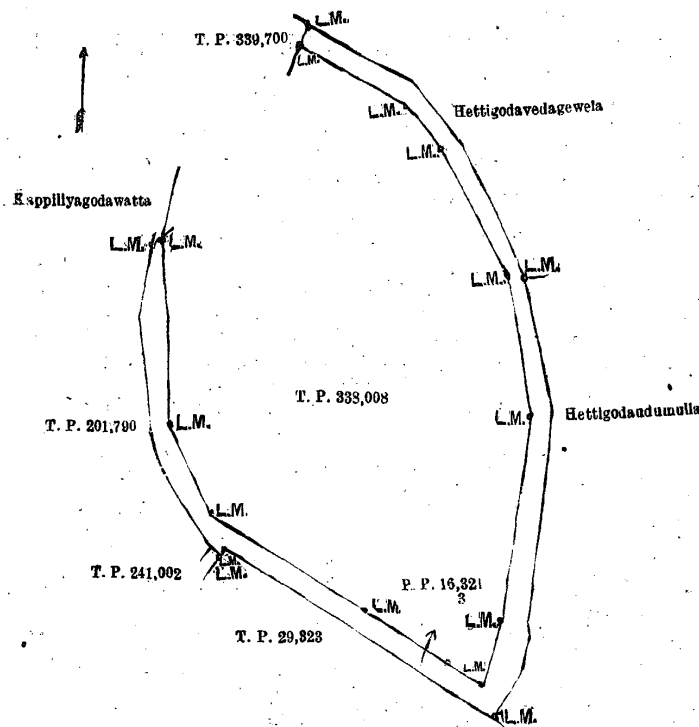 L.M.
T. P. 339,700
L.M.
L.M.
Hettigodavedagewela
L.M.
Kappiliyagodawatta
L.M. L.M.
L.M. L.M.
T. P. 338,008
L.M. Hettigodaudumulla
T. P. 201,790 L.M.
L.M.
L.M.
T. P. 241,002 L.M.
P. P. 16,321
3
L.M.
L.M.
T. P. 29,323
L.M.
L.M.